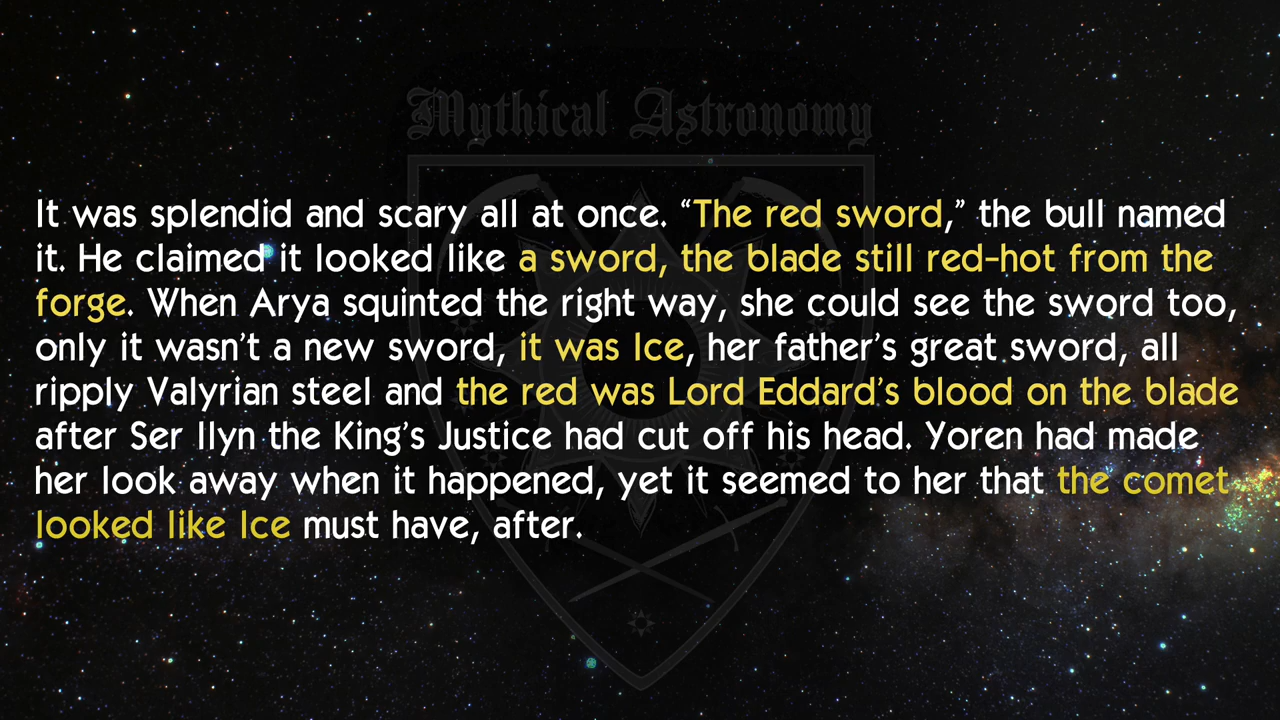 Mythical Astronomy
It was splendid and scary all at once. “The red sword,” the bull named
it. He claimed it looked like a sword, the blade still red-hot from the
forge. When Arya squinted the right way, she could see the sword too,
only it wasn’t a new sword, it was Ice, her father’s great sword, all
ripply Valyrian steel and the red was Lord Eddard’s blood on the blade
after Ser Ilyn the King’s Justice had cut off his head. Yoren had made
her look away when it happened, yet it seemed to her that the comet
looked like Ice must have, after.